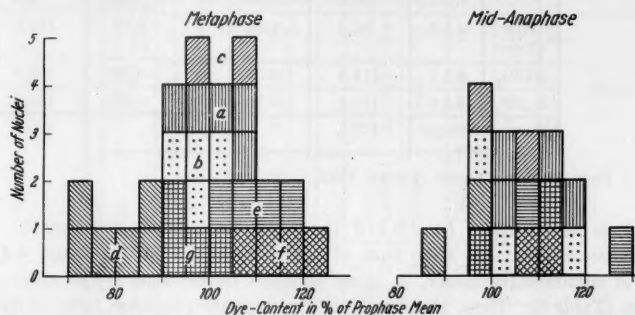 Metaphase
Mid-Anaphase
Number of Nuclei
5
4
3
2
1
0
c
a
b
e
d
g
f
80
100
120
100
120
Dye-Content in % of Prophase Mean